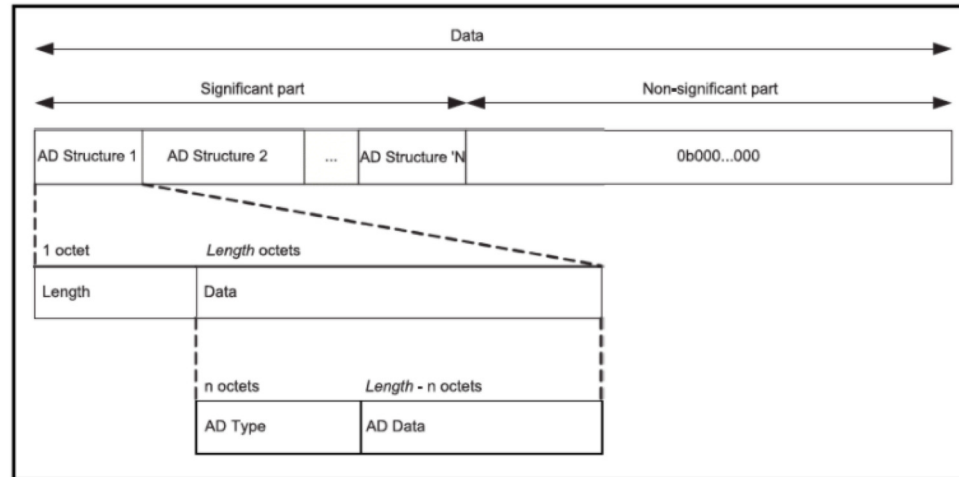 Data
Significant part
Non-significant part
AD Structure 1
AD Structure 2
...
AD Structure 'N
0b000...000
1 octet
Length octets
Length
Data
n octets
Length - n octets
AD Type
AD Data